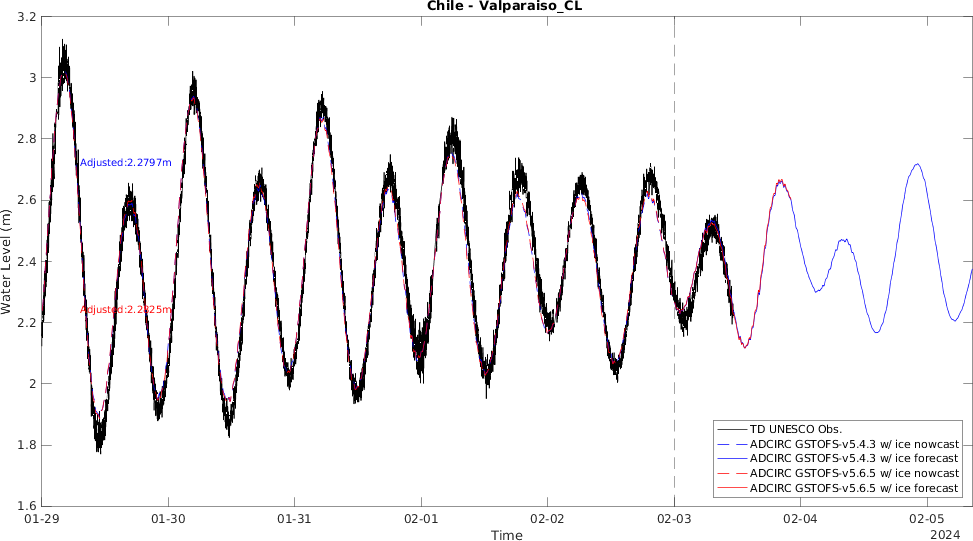 Chile - Valparaiso_CL
Water Level (m)
3.2
3
2.8
2.6
2.4
2.2
2
1.8
1.6
Adjusted:2.2797m
Adjusted:2.2825m
TD UNESCO Obs.
ADCIRC GSTOFS-v5.4.3 w/ ice nowcast
ADCIRC GSTOFS-v5.4.3 w/ ice forecast
ADCIRC GSTOFS-v5.6.5 w/ ice nowcast
ADCIRC GSTOFS-v5.6.5 w/ ice forecast
01-29 01-30 01-31 02-01 02-02 02-03 02-04 02-05
Time
2024